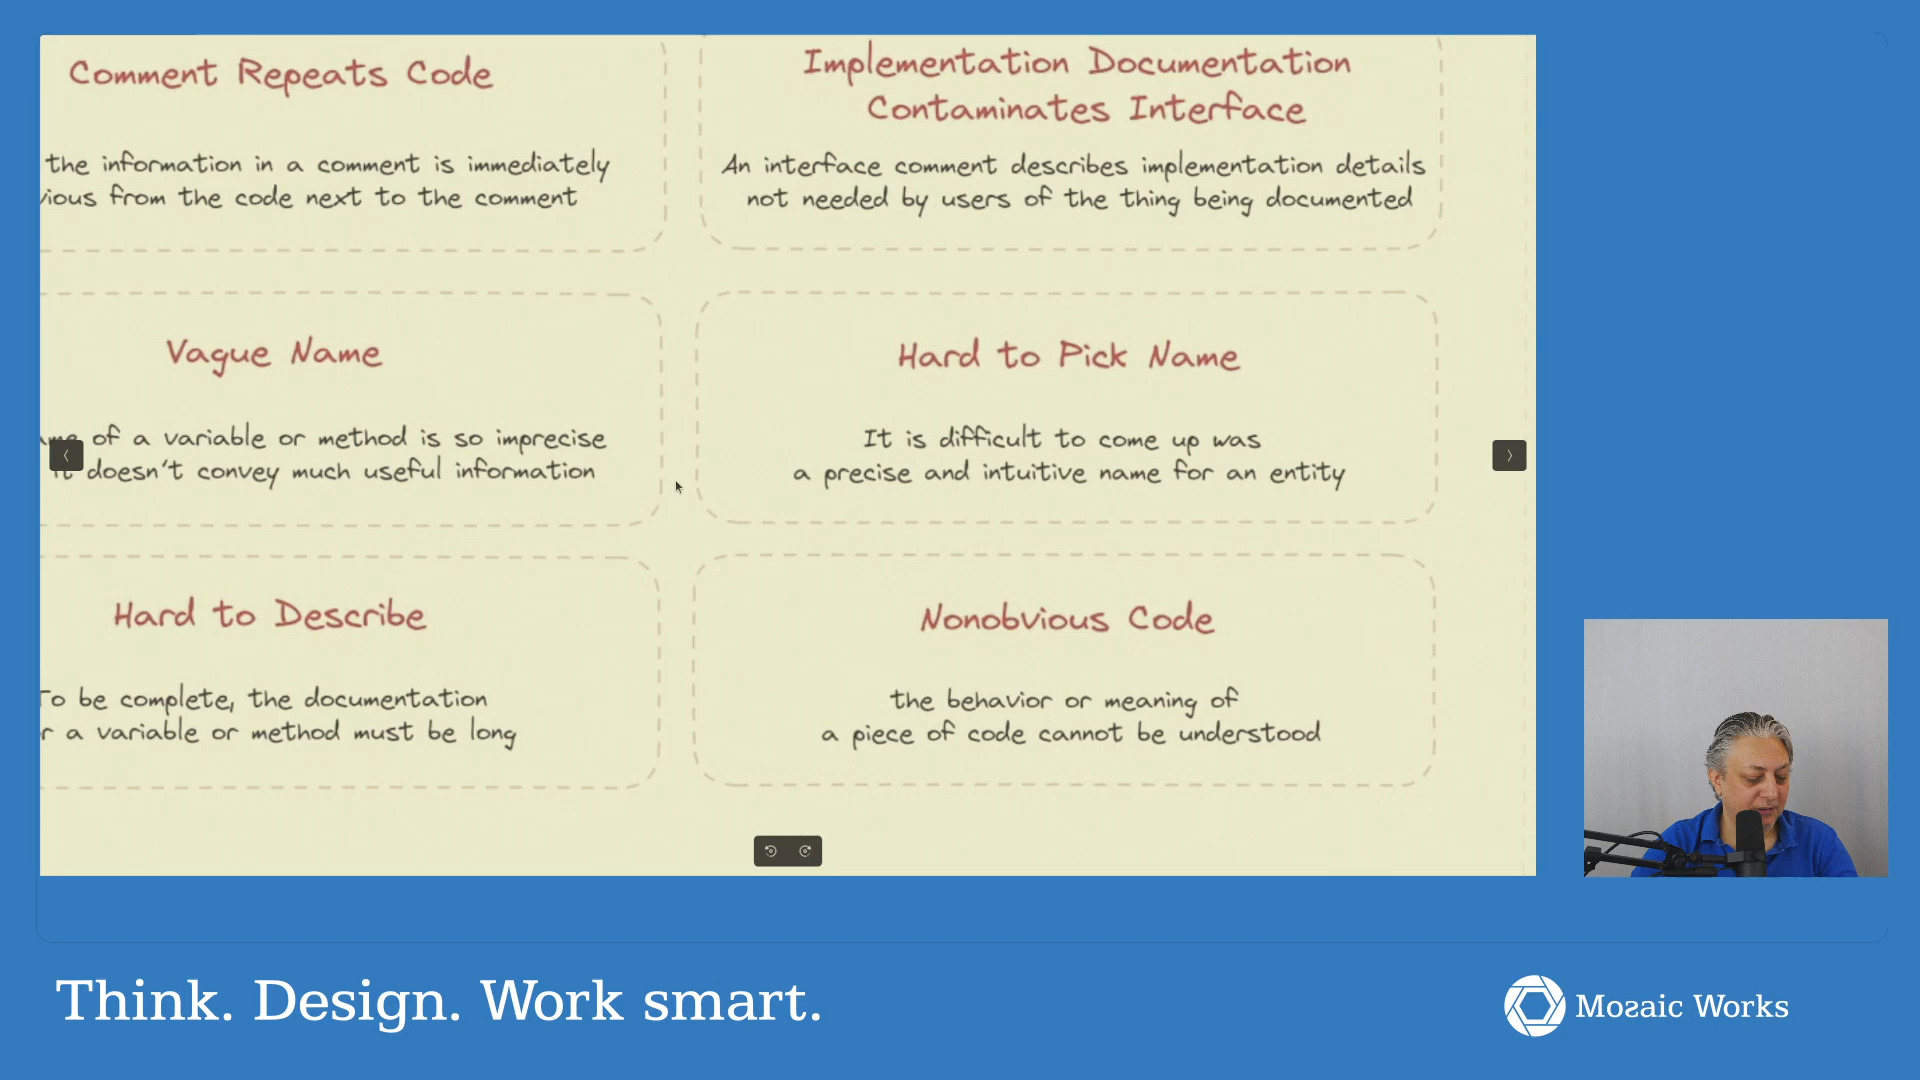 Comment Repeats Code
the information in a comment is immediately
vious from the code next to the comment
Implementation Documentation
Contaminates Interface
An interface comment describes implementation details
not needed by users of the thing being documented
Vague Name
of a variable or method is so imprecise
it doesn't convey much useful information
Hard to Pick Name
It is difficult to come up was
a precise and intuitive name for an entity
Hard to Describe
To be complete, the documentation
r a variable or method must be long
Nonobvious Code
the behavior or meaning of
a piece of code cannot be understood
Think. Design. Work smart.
Mozaic Works